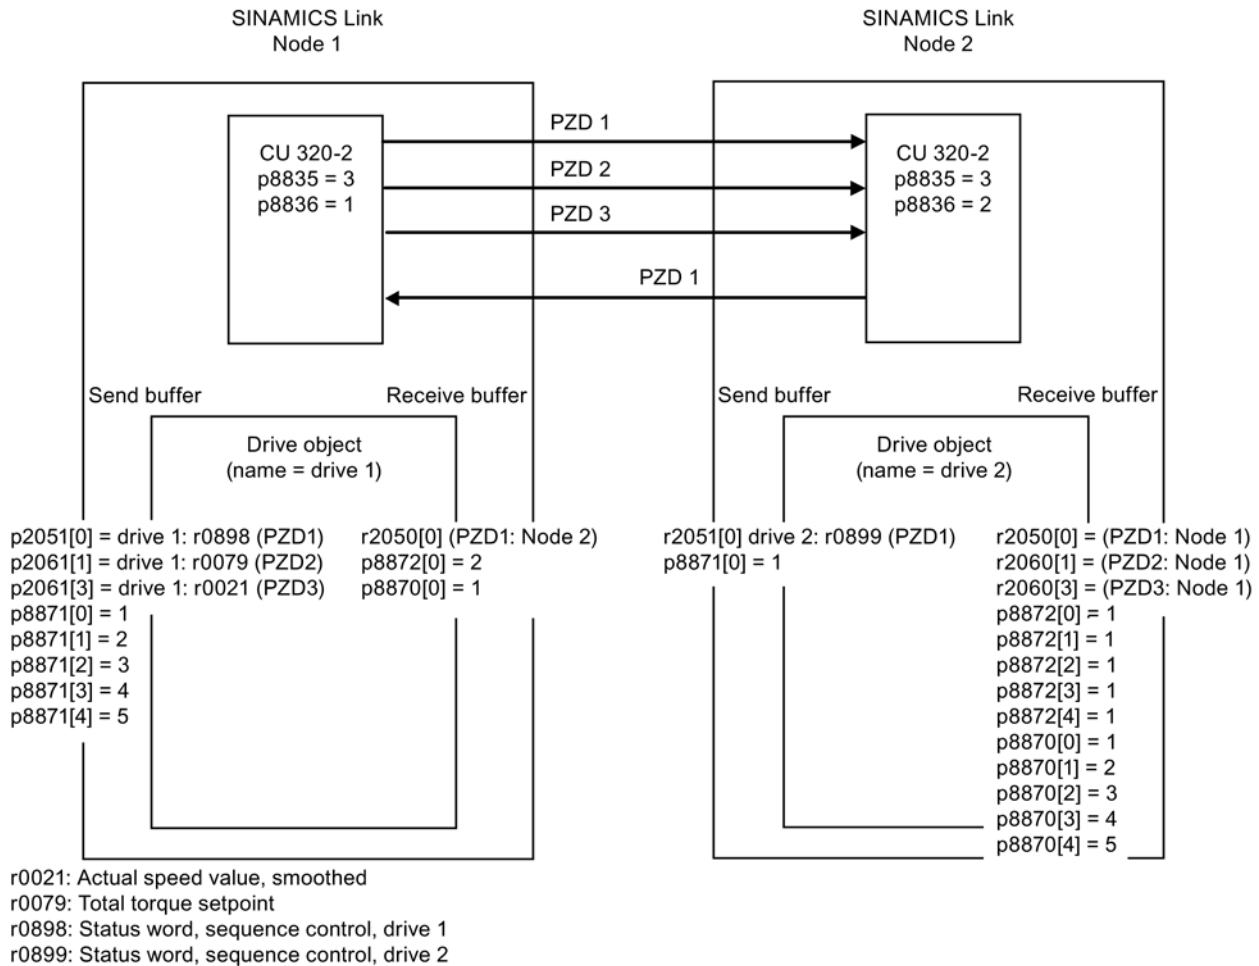 SINAMICS Link
Node 1
SINAMICS Link
Node 2
CU 320-2
p8835 = 3
p8836 = 1
PZD 1
PZD 2
PZD 3
PZD 1
CU 320-2
p8835 = 3
p8836 = 2
Send buffer
Receive buffer
Drive object
(name = drive 1)
p2051[0] = drive 1: r0898 (PZD1)
p2061[1] = drive 1: r0079 (PZD2)
p2061[3] = drive 1: r0021 (PZD3)
p8871[0] = 1
p8871[1] = 2
p8871[2] = 3
p8871[3] = 4
p8871[4] = 5
r2050[0] (PZD1: Node 2)
p8872[0] = 2
p8870[0] = 1
Send buffer
Receive buffer
Drive object
(name = drive 2)
r2051[0] drive 2: r0899 (PZD1)
p8871[0] = 1
r2050[0] = (PZD1: Node 1)
r2060[1] = (PZD2: Node 1)
r2060[3] = (PZD3: Node 1)
p8872[0] = 1
p8872[1] = 1
p8872[2] = 1
p8872[3] = 1
p8872[4] = 1
p8870[0] = 1
p8870[1] = 2
p8870[2] = 3
p8870[3] = 4
p8870[4] = 5
r0021: Actual speed value, smoothed
r0079: Total torque setpoint
r0898: Status word, sequence control, drive 1
r0899: Status word, sequence control, drive 2